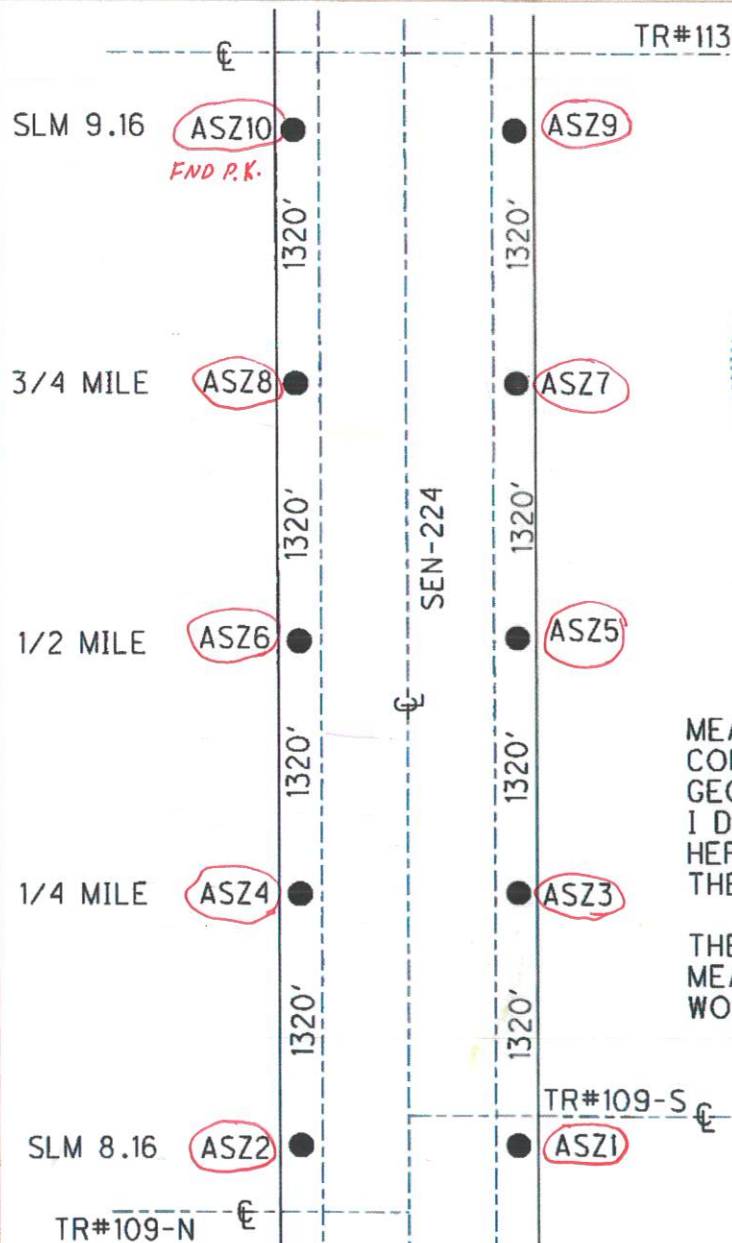 TR#113
℄
SLM 9.16 ASZ10 ASZ9
FND P.K.
1320' 1320'
3/4 MILE ASZ8 ASZ7
1320' 1320'
SEN-224
1/2 MILE ASZ6 ASZ5
℄
1320' 1320'
1/4 MILE ASZ4 ASZ3
1320' 1320'
TR#109-S ℄
SLM 8.16 ASZ2 ASZ1
℄
TR#109-N
I D
THE